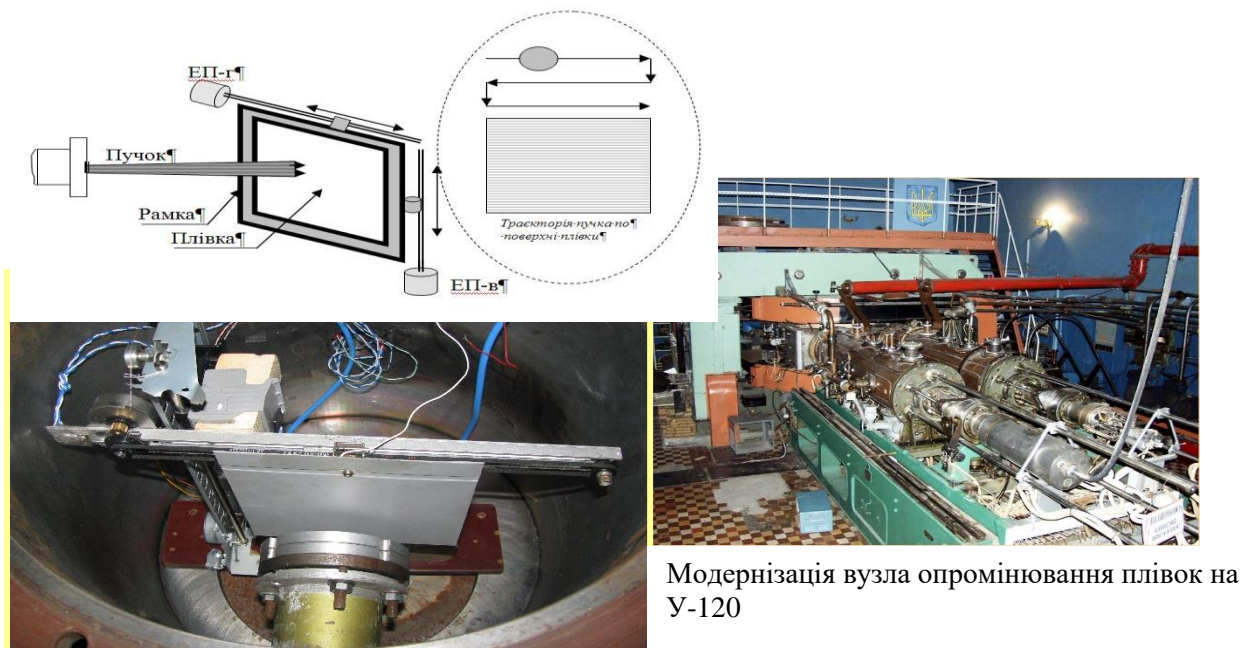 ЕП-г¶
Пучок¶
Рамка¶
Плівка¶
ЕП-в¶
Траєкторія·пучка·по¶
·поверхні·плівки¶
Модернізація вузла опромінювання плівок на
У-120